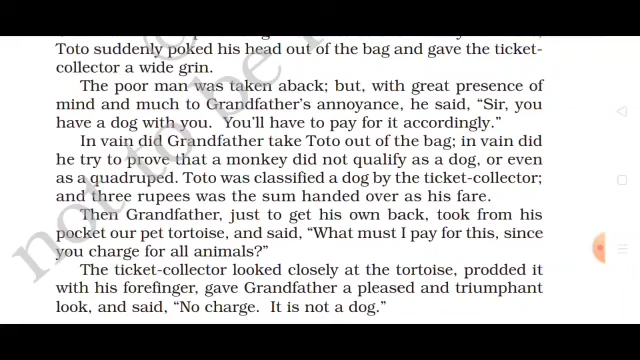 Toto suddenly poked his head out of the bag and gave the ticket-
collector a wide grin.
The poor man was taken aback; but, with great presence of
mind and much to Grandfather's annoyance, he said, “Sir, you
have a dog with you. You'll have to pay for it accordingly.”
In vain did Grandfather take Toto out of the bag; in vain did
he try to prove that a monkey did not qualify as a dog, or even
as a quadruped. Toto was classified a dog by the ticket-collector;
and three rupees was the sum handed over as his fare.
Then Grandfather, just to get his own back, took from his
pocket our pet tortoise, and said, “What must I pay for this, since
you charge for all animals?”
The ticket-collector looked closely at the tortoise, prodded it
with his forefinger, gave Grandfather a pleased and triumphant
look, and said, “No charge. It is not a dog.”
not to be